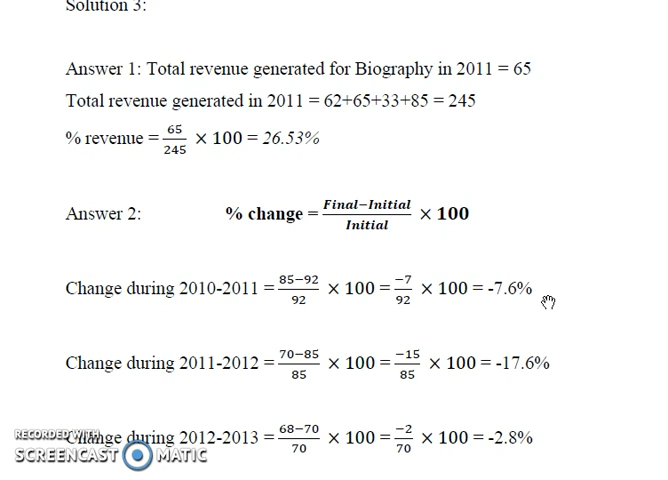 Solution 3:
Answer 1: Total revenue generated for Biography in 2011 = 65
Total revenue generated in 2011 = 62+65+33+85 = 245
% revenue = 65/245 × 100 = 26.53%
Answer 2: % change = Final−Initial/Initial × 100
Change during 2010-2011 = 85−92/92 × 100 = −7/92 × 100 = -7.6%
Change during 2011-2012 = 70−85/85 × 100 = −15/85 × 100 = -17.6%
Change during 2012-2013 = 68−70/70 × 100 = −2/70 × 100 = -2.8%
RECORDED WITH
SCREENCAST MATIC